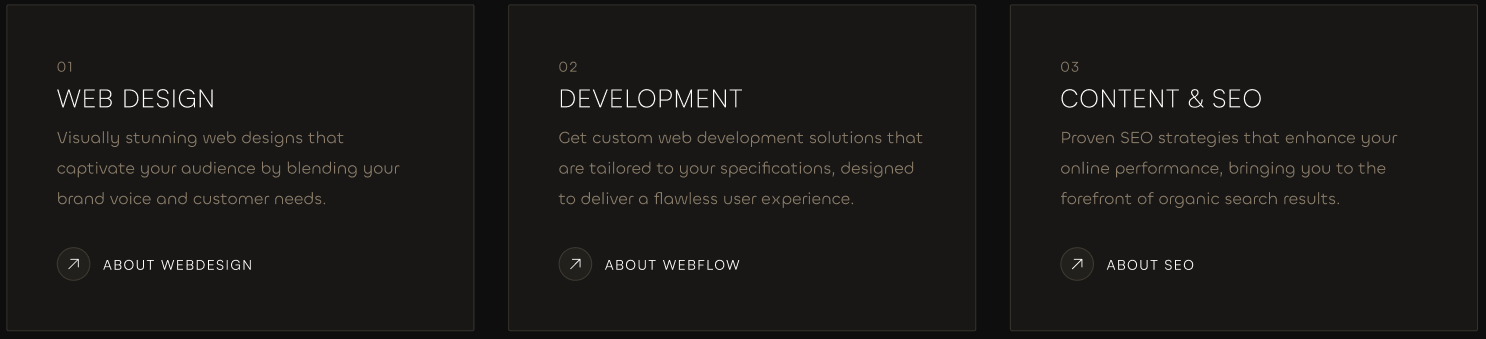 01
WEB DESIGN
Visually stunning web designs that
captivate your audience by blending your
brand voice and customer needs.
ABOUT WEBDESIGN
02
DEVELOPMENT
Get custom web development solutions that
are tailored to your specifications, designed
to deliver a flawless user experience.
ABOUT WEBFLOW
03
CONTENT & SEO
Proven SEO strategies that enhance your
online performance, bringing you to the
forefront of organic search results.
ABOUT SEO